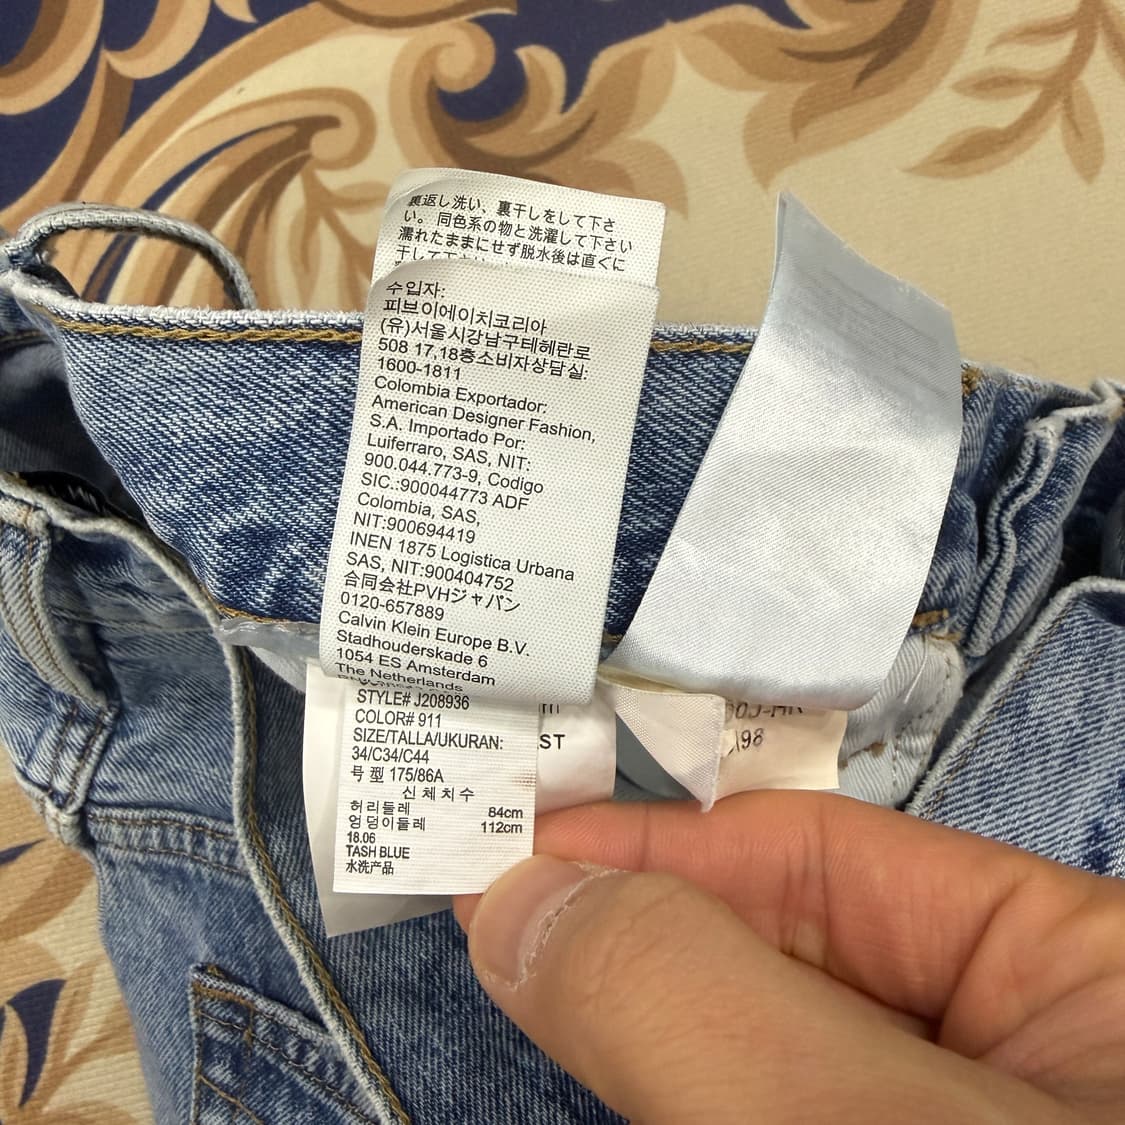 裏返し洗い、裏干しをして下さ
い。同色系の物と洗濯して下さい
濡れたままにせず脱水後は直ぐに
干して下さ
수입자:
피브이에이치코리아
(유)서울시강남구테헤란로
508 17,18층소비자상담실:
1600-1811
Colombia Exportador:
American Designer Fashion,
S.A. Importado Por:
Luiferraro, SAS, NIT:
900.044.773-9, Codigo
SIC.:900044773 ADF
Colombia, SAS,
NIT:900694419
INEN 1875 Logistica Urbana
SAS, NIT:900404752
合同会社PVHジャパン
0120-657889
Calvin Klein Europe B.V.
Stadhouderskade 6
1054 ES Amsterdam
The Netherlands
STYLE# J208936
COLOR# 911
SIZE/TALLA/UKURAN:
34/C34/C44
号 型 175/86A
신 체 치 수
허리둘레 84cm
엉덩이둘레 112cm
18.06
TASH BLUE
水洗产品
ST
98